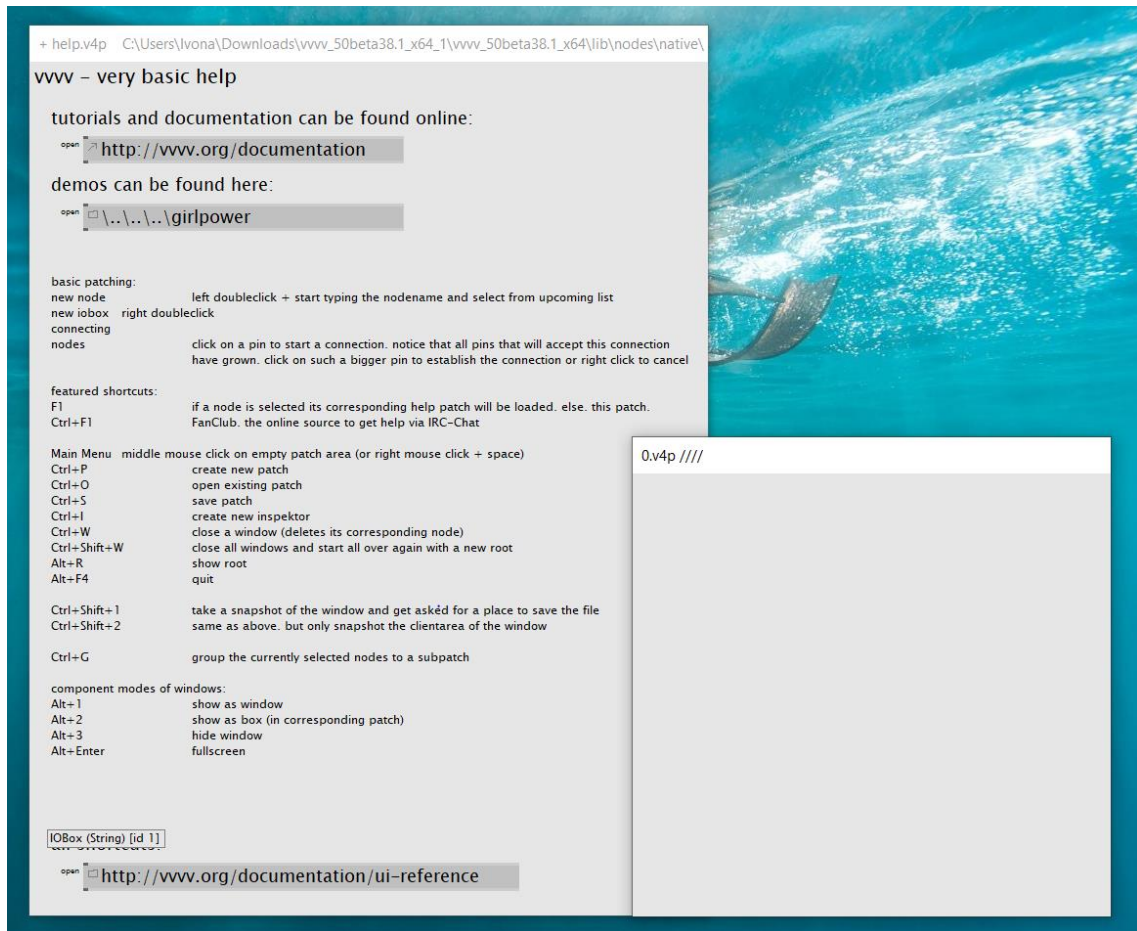 + help.v4p C:\Users\Ivona\Downloads\vvvv_50beta38.1_x64_1\vvvv_50beta38.1_x64\lib\nodes\native\
vvvv - very basic help
tutorials and documentation can be found online:
open http://vvvv.org/documentation
demos can be found here:
open \..\..\..\girlpower
basic patching:
new node left doubleclick + start typing the nodename and select from upcoming list
new iobox right doubleclick
connecting
nodes click on a pin to start a connection. notice that all pins that will accept this connection
have grown. click on such a bigger pin to establish the connection or right click to cancel
featured shortcuts:
F1 if a node is selected its corresponding help patch will be loaded. else. this patch.
Ctrl+F1 FanClub. the online source to get help via IRC-Chat
Main Menu middle mouse click on empty patch area (or right mouse click + space)
Ctrl+P create new patch
Ctrl+O open existing patch
Ctrl+S save patch
Ctrl+I create new inspektor
Ctrl+W close a window (deletes its corresponding node)
Ctrl+Shift+W close all windows and start all over again with a new root
Alt+R show root
Alt+F4 quit
Ctrl+Shift+1 take a snapshot of the window and get asked for a place to save the file
Ctrl+Shift+2 same as above. but only snapshot the clientarea of the window
Ctrl+G group the currently selected nodes to a subpatch
component modes of windows:
Alt+1 show as window
Alt+2 show as box (in corresponding patch)
Alt+3 hide window
Alt+Enter fullscreen
IOBox (String) [id 1]
open http://vvvv.org/documentation/ui-reference
0.v4p ////